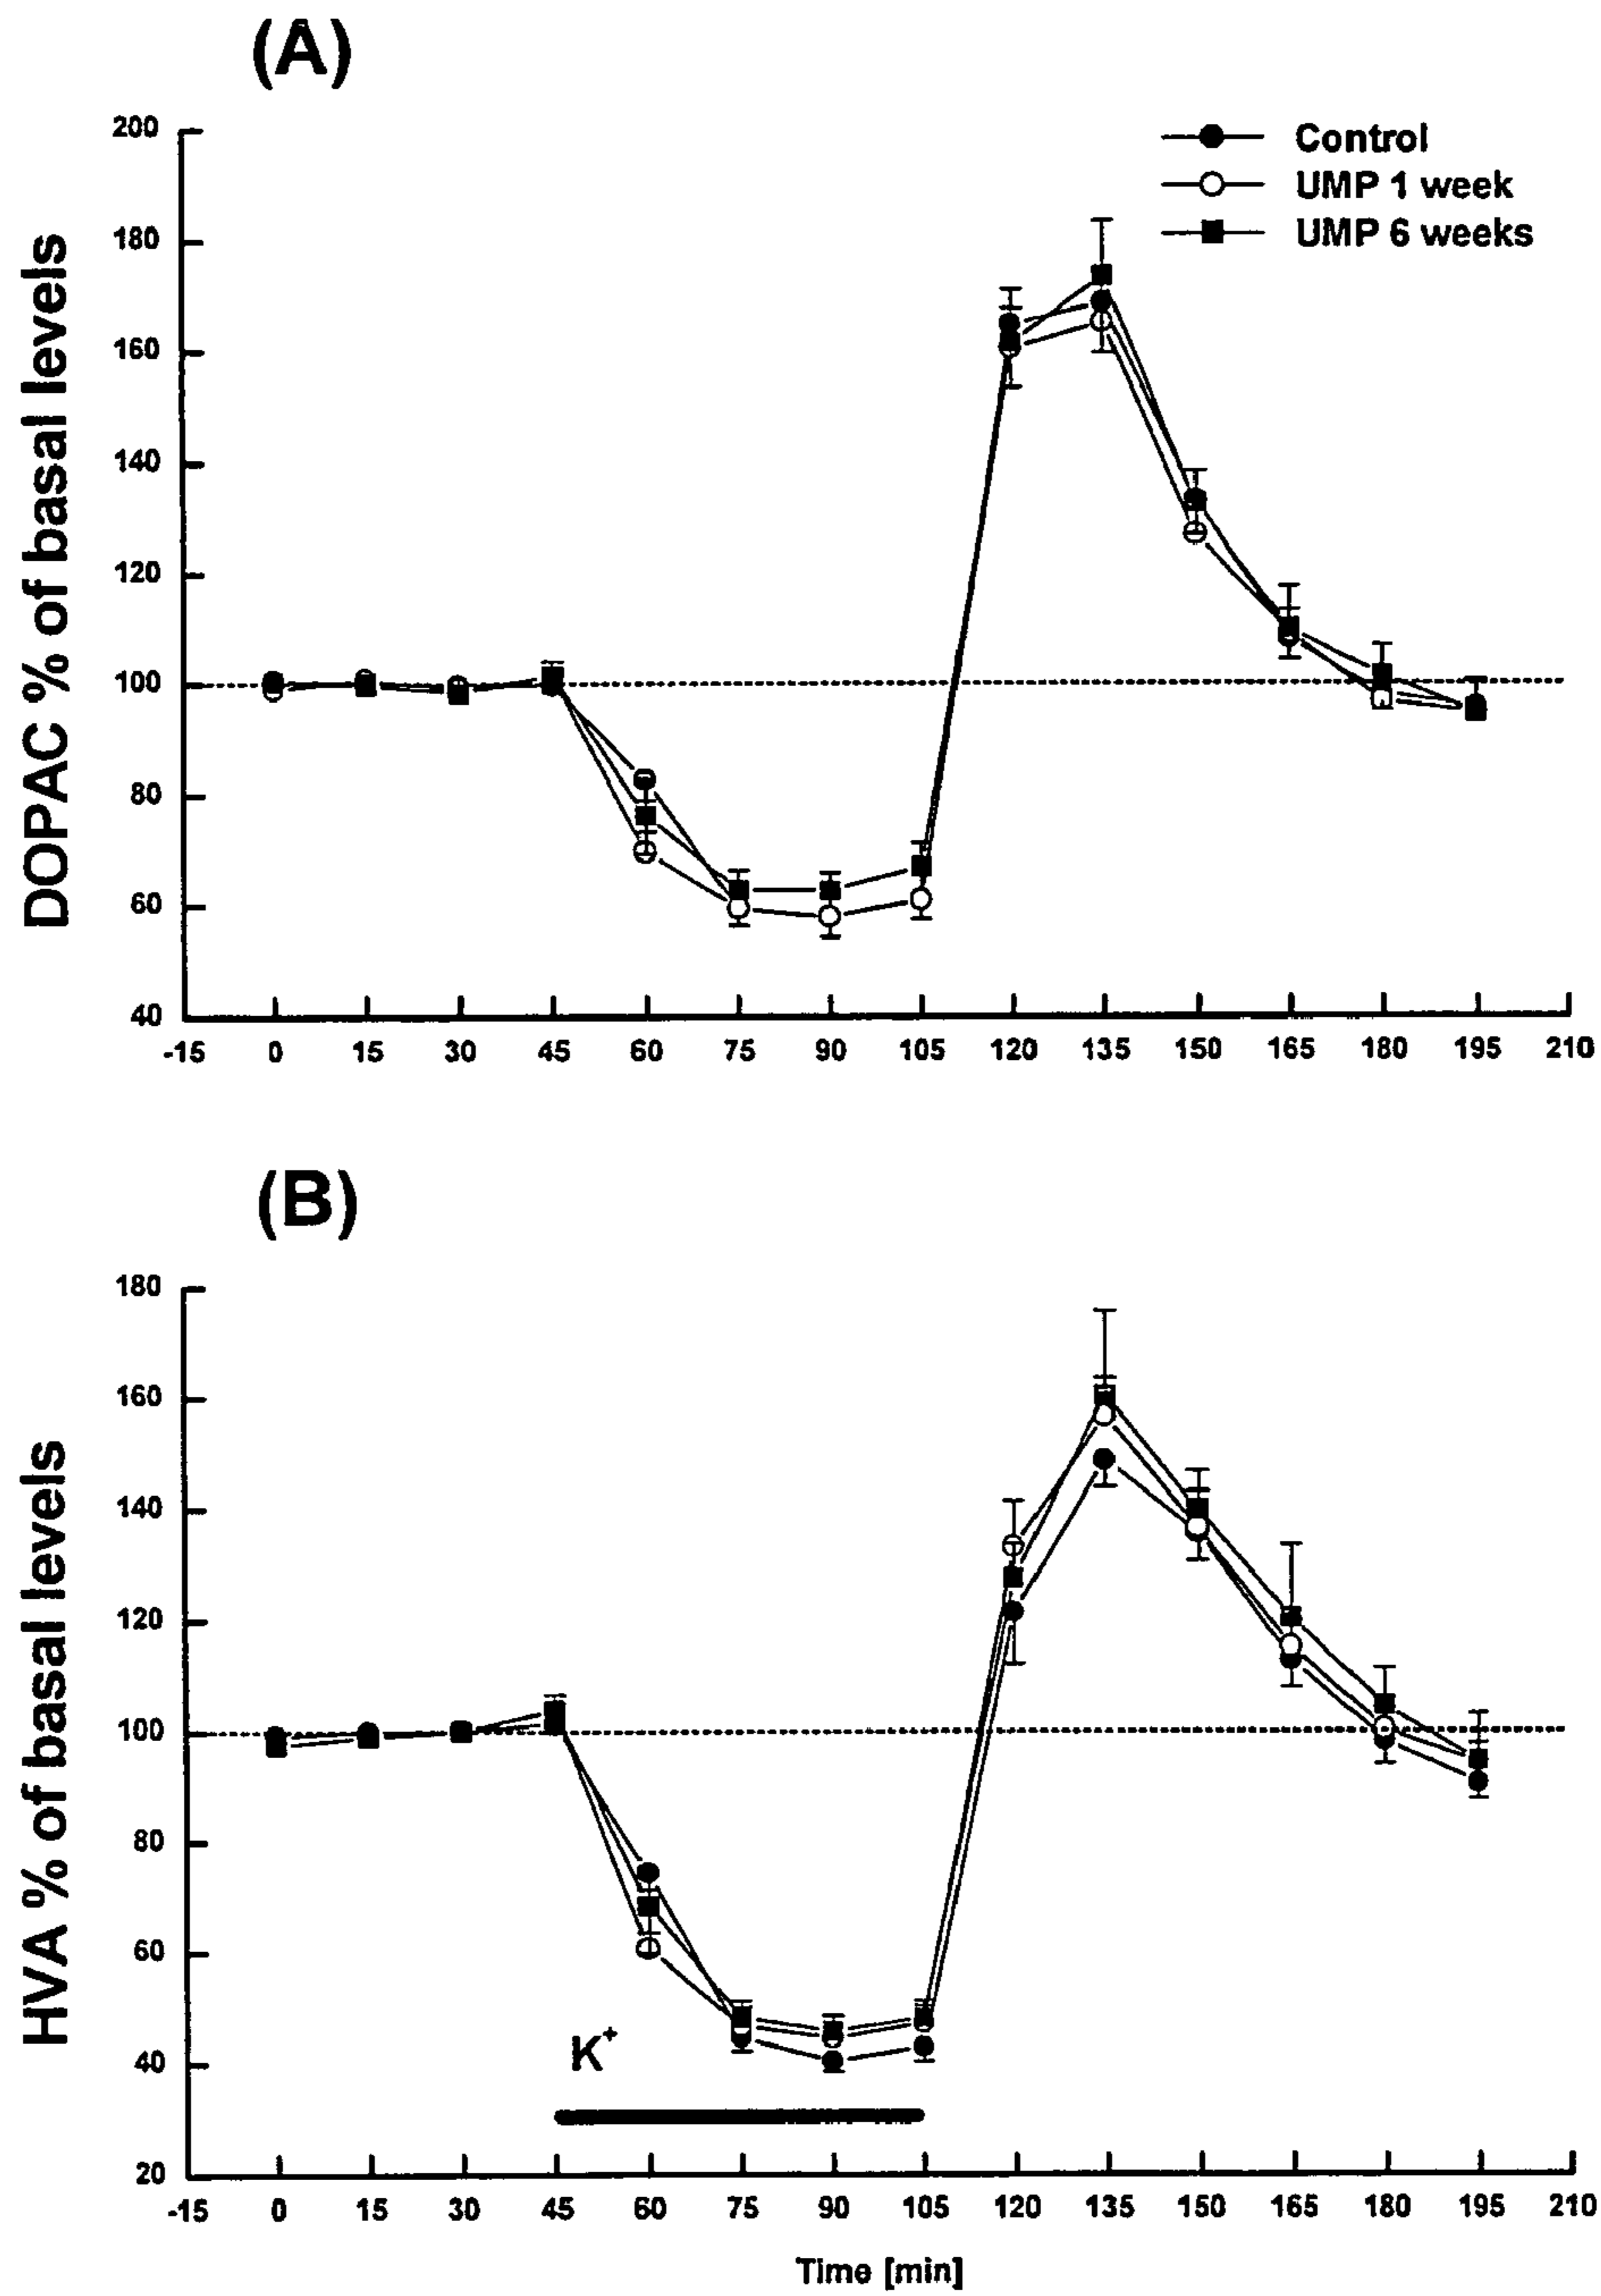 (A)
DOPAC % of basal levels
200
180
160
140
120
100
80
60
40
Control
UMP 1 week
UMP 6 weeks
-15 0 15 30 45 60 75 90 105 120 135 150 165 180 195 210
(B)
HVA % of basal levels
180
160
140
120
100
80
60
40
20
K+
-15 0 15 30 45 60 75 90 105 120 135 150 165 180 195 210
Time [min]